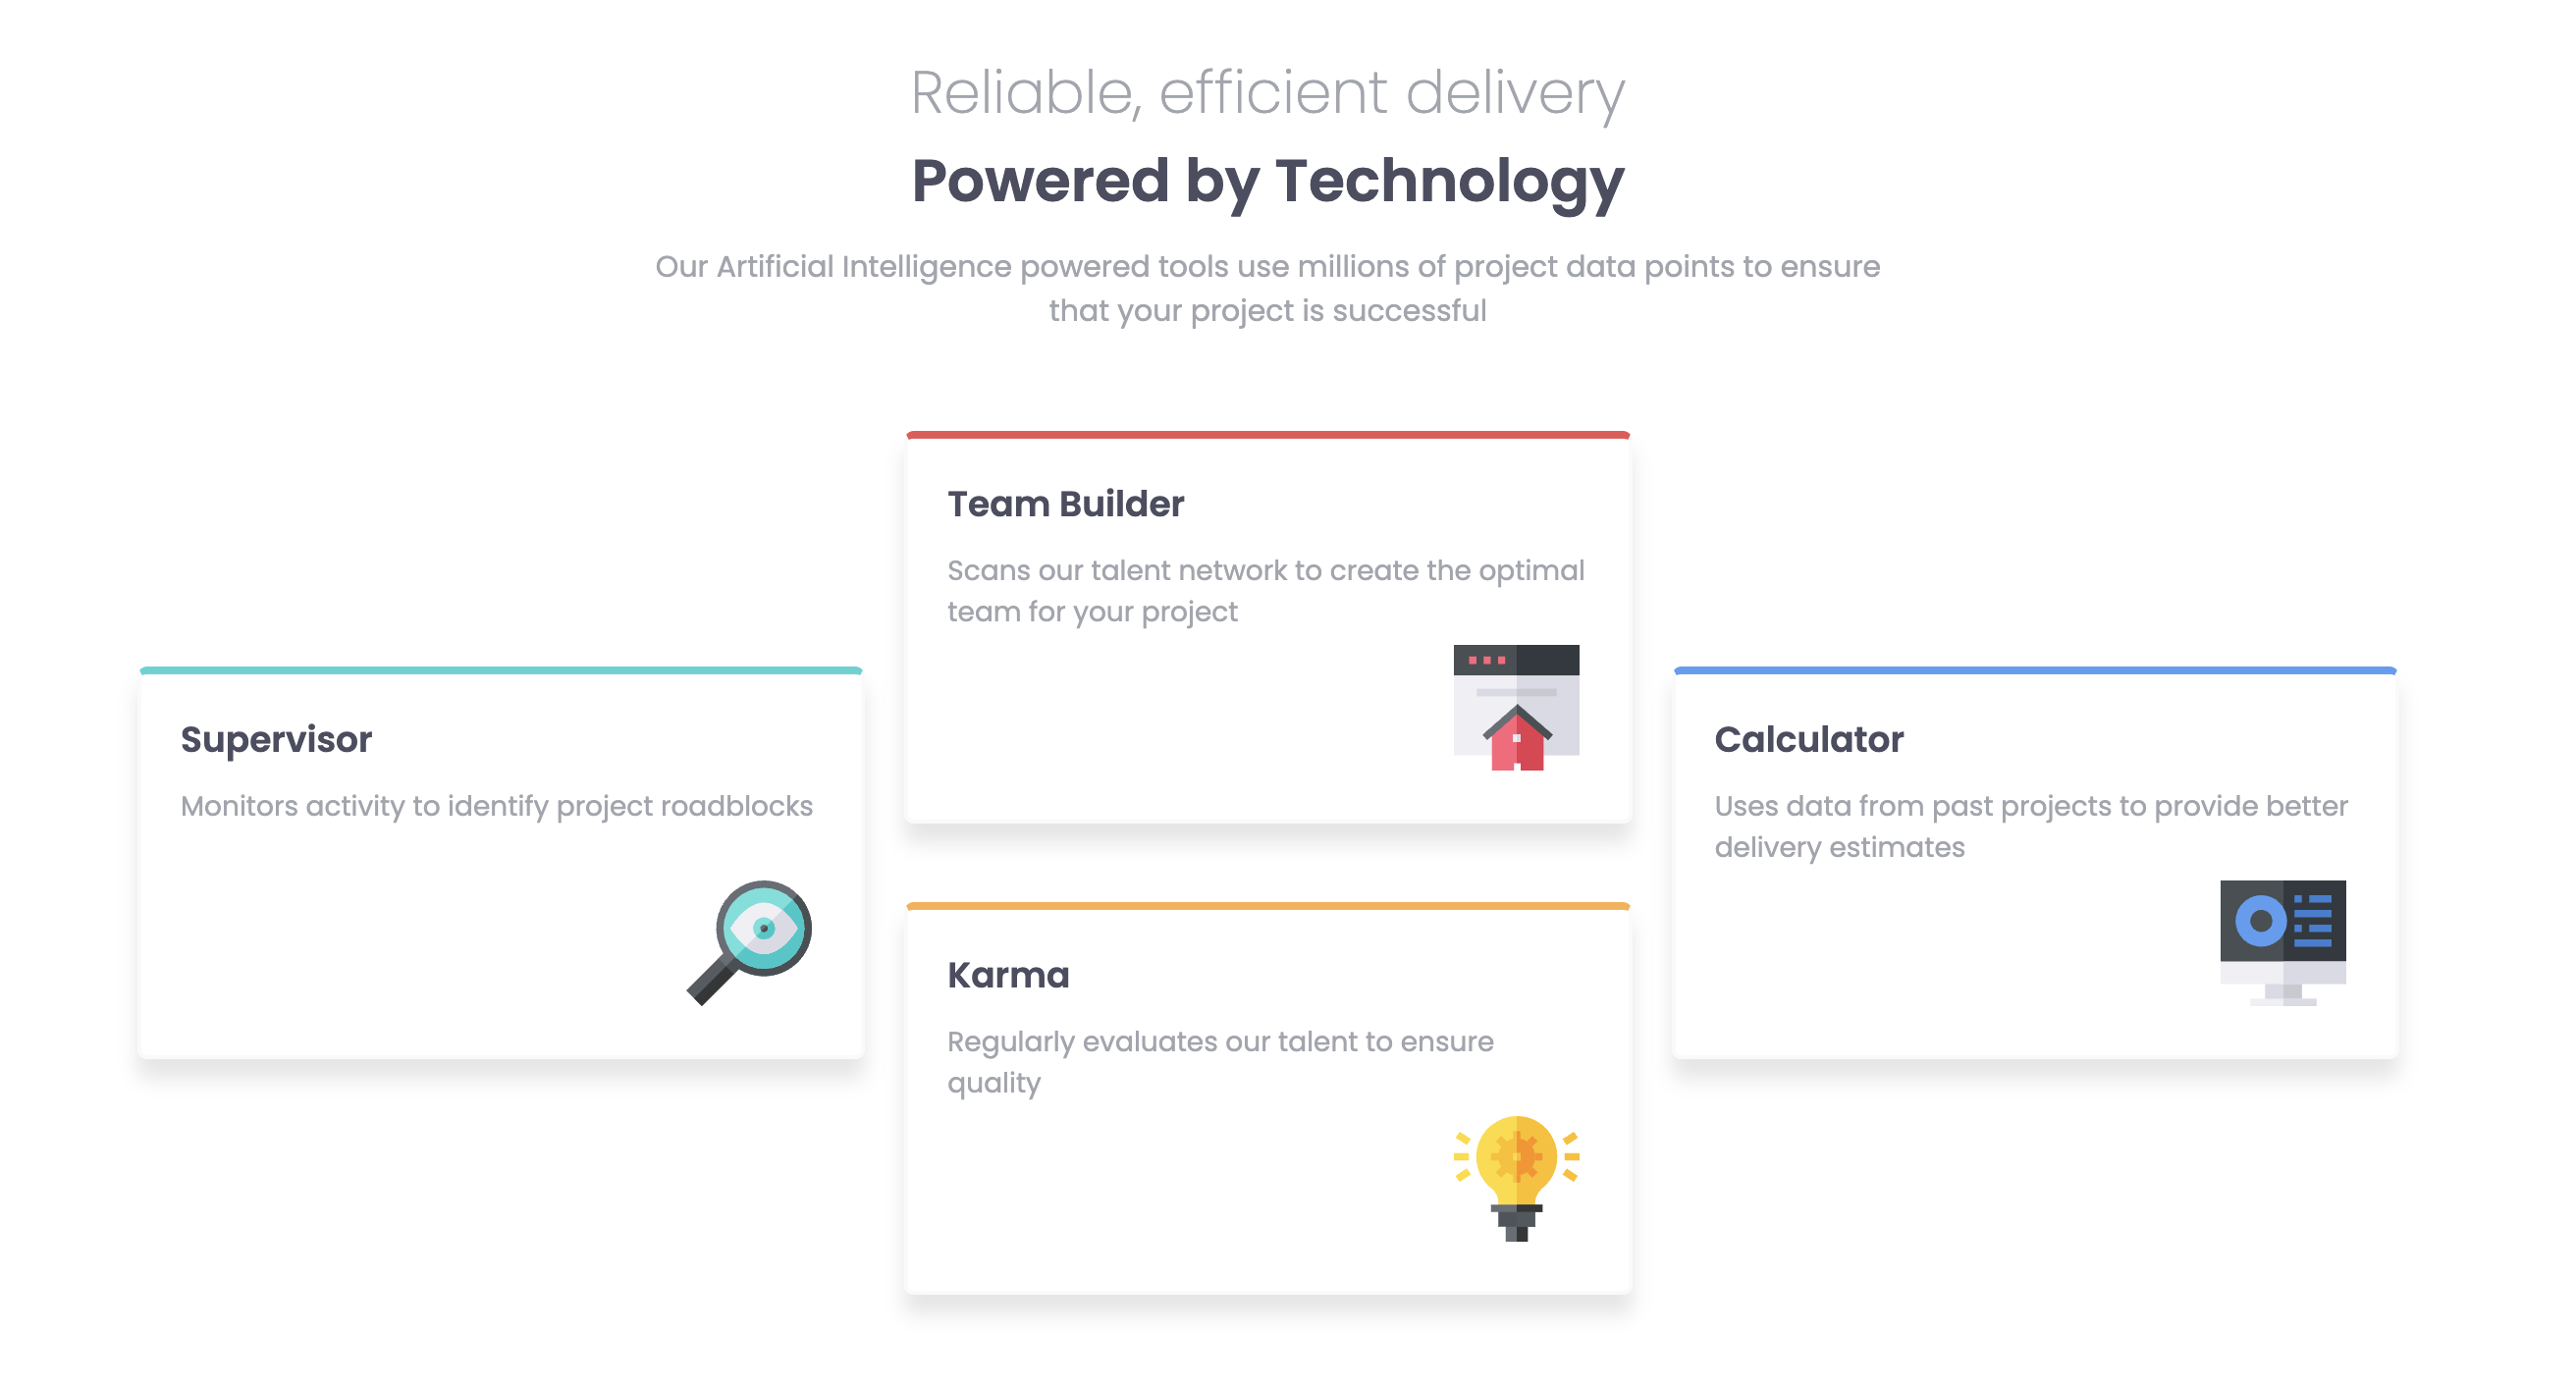 Reliable, efficient delivery
Powered by Technology
Our Artificial Intelligence powered tools use millions of project data points to ensure
that your project is successful
Supervisor
Monitors activity to identify project roadblocks
Team Builder
Scans our talent network to create the optimal
team for your project
Karma
Regularly evaluates our talent to ensure
quality
Calculator
Uses data from past projects to provide better
delivery estimates